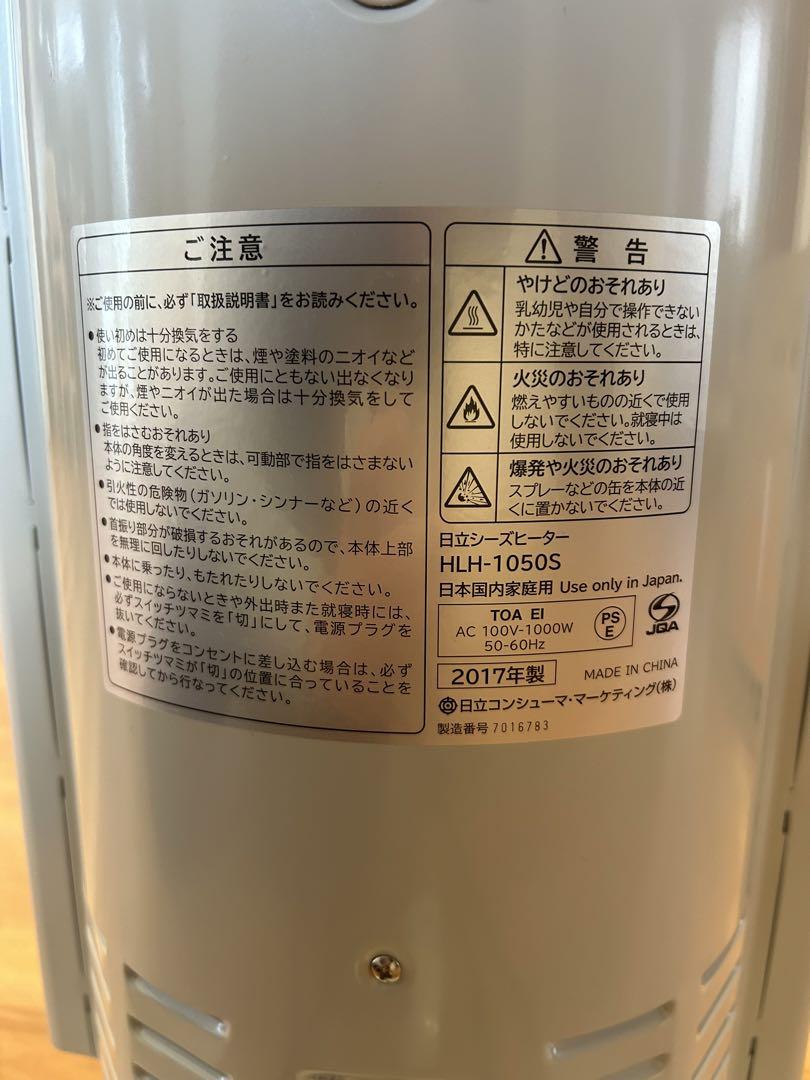 ご注意
※ご使用の前に、必ず「取扱説明書」をお読みください。
●使い初めは十分換気をする
初めてご使用になるときは、煙や塗料のニオイなど
が出ることがあります。ご使用にともない出なくなり
ますが、煙やニオイが出た場合は十分換気をして
ご使用ください。
●指をはさむおそれあり
本体の角度を変えるときは、可動部で指をはさまない
ように注意してください。
●引火性の危険物(ガソリン・シンナーなど)の近く
では使用しないでください。
●首振り部分が破損するおそれがあるので、本体上部
を無理に回したりしないでください。
●本体に乗ったり、もたれたりしないでください。
●ご使用にならないときや外出時また就寝時には、
必ずスイッチツマミを「切」にして、電源プラグを
抜いてください。
●電源プラグをコンセントに差し込む場合は、必ず
スイッチツマミが「切」の位置に合っていることを
確認してから行なってください。
警告
やけどのおそれあり
乳幼児や自分で操作できない
かたなどが使用されるときは、
特に注意してください。
火災のおそれあり
燃えやすいものの近くで使用
しないでください。就寝中は
使用しないでください。
爆発や火災のおそれあり
スプレーなどの缶を本体の近
くに置かないでください。
日立シーズヒーター
HLH-1050S
日本国内家庭用 Use only in Japan.
TOA EI
AC 100V-1000W
50-60Hz
PS
E
JQA
2017年製
MADE IN CHINA
日立コンシューマ・マーケティング(株)
製造番号 7016783